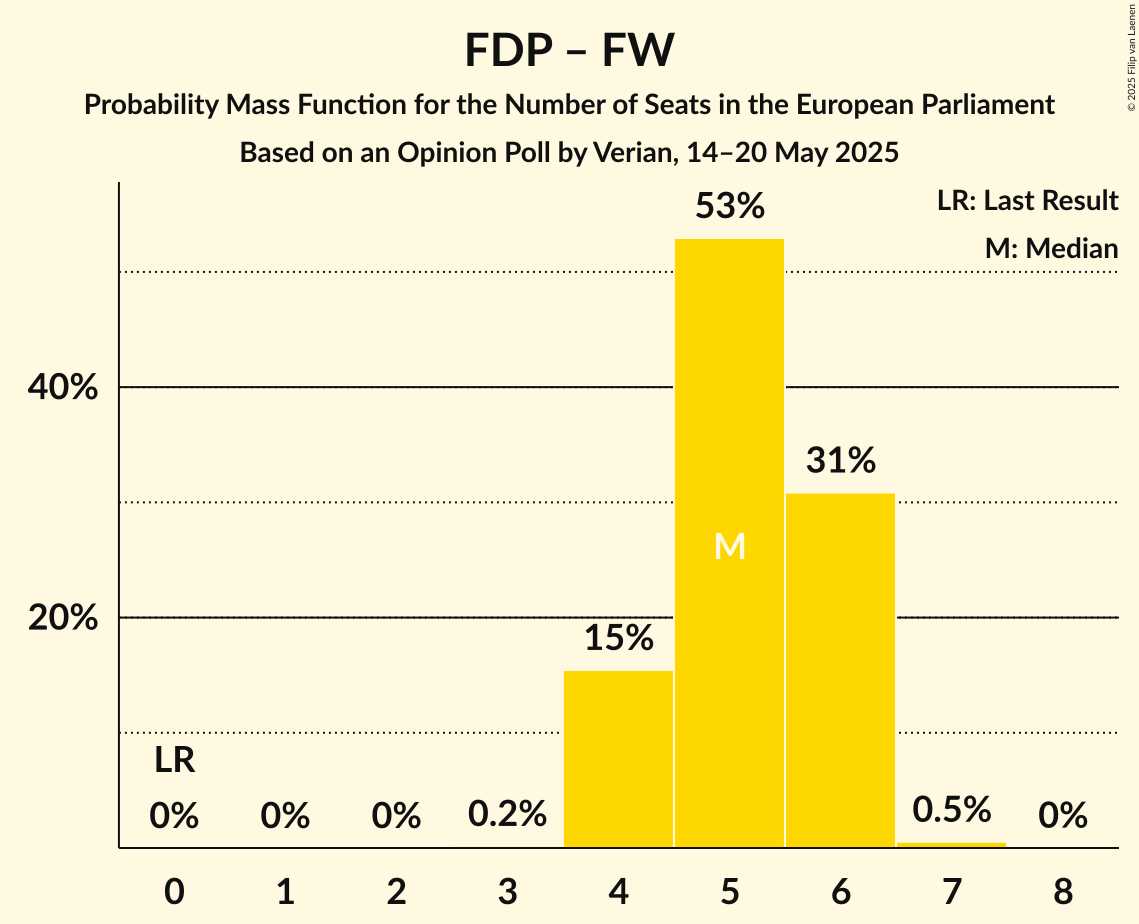 FDP – FW
Probability Mass Function for the Number of Seats in the European Parliament
Based on an Opinion Poll by Verian, 14–20 May 2025
© 2025 Filip van Laenen
LR: Last Result
M: Median
53%
40%
31%
M
20%
15%
LR
0%
0%
0%
0.2%
0.5%
0%
0
1
2
3
4
5
6
7
8